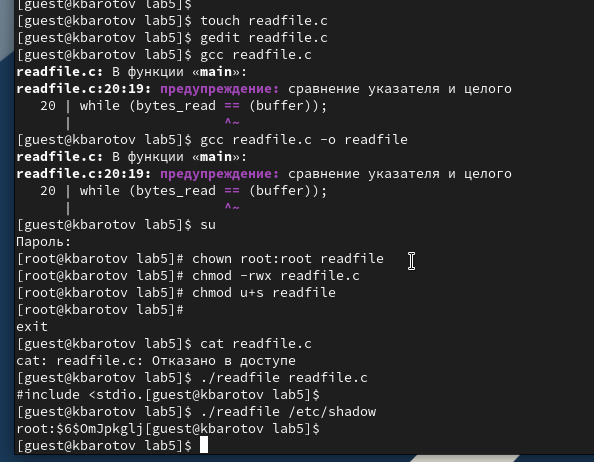 [guest@kbarotov lab5]$
[guest@kbarotov lab5]$ touch readfile.c
[guest@kbarotov lab5]$ gedit readfile.c
[guest@kbarotov lab5]$ gcc readfile.c
readfile.c: В функции «main»:
readfile.c:20:19: предупреждение: сравнение указателя и целого
20 | while (bytes_read == (buffer));
| ^~
[guest@kbarotov lab5]$ gcc readfile.c -o readfile
readfile.c: В функции «main»:
readfile.c:20:19: предупреждение: сравнение указателя и целого
20 | while (bytes_read == (buffer));
| ^~
[guest@kbarotov lab5]$ su
Пароль:
[root@kbarotov lab5]# chown root:root readfile
[root@kbarotov lab5]# chmod -rwx readfile.c
[root@kbarotov lab5]# chmod u+s readfile
[root@kbarotov lab5]#
exit
[guest@kbarotov lab5]$ cat readfile.c
cat: readfile.c: Отказано в доступе
[guest@kbarotov lab5]$ ./readfile readfile.c
#include <stdio.[guest@kbarotov lab5]$
[guest@kbarotov lab5]$ ./readfile /etc/shadow
root:$6$OmJpkglj[guest@kbarotov lab5]$
[guest@kbarotov lab5]$